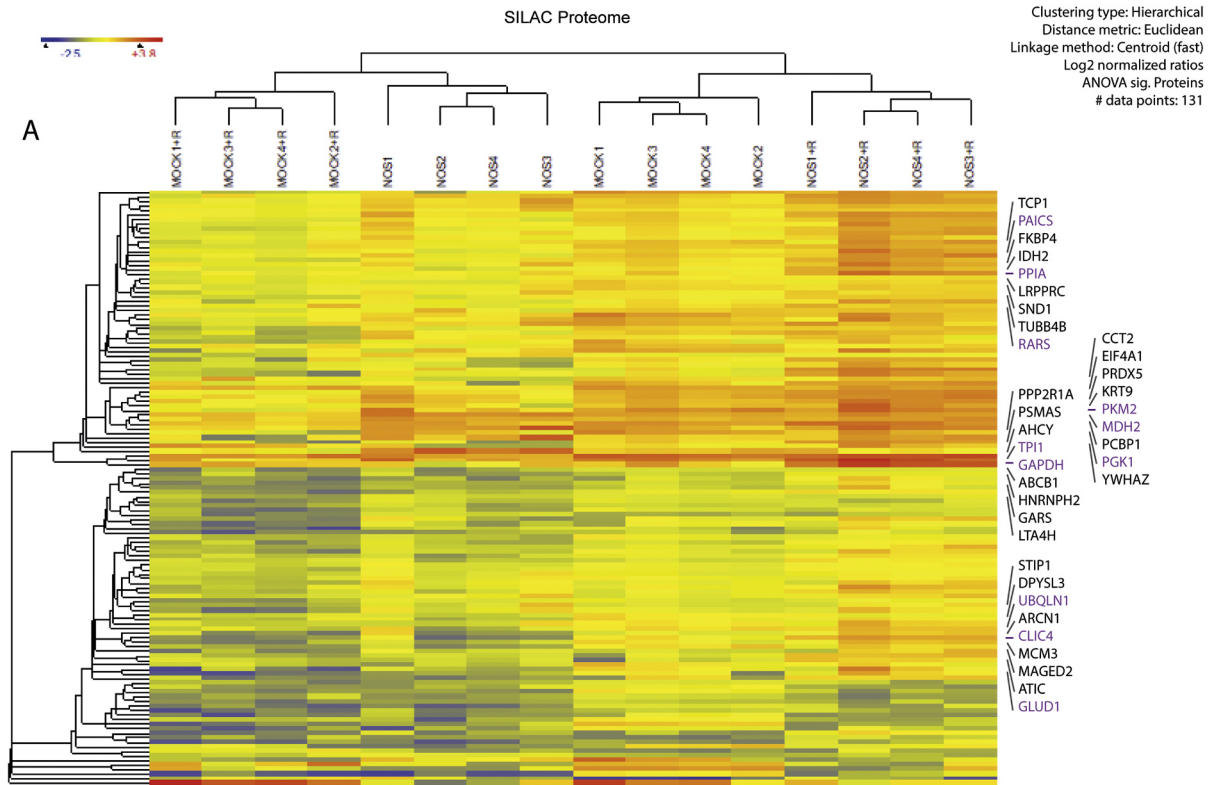 SILAC Proteome
Clustering type: Hierarchical
Distance metric: Euclidean
Linkage method: Centroid (fast)
Log2 normalized ratios
ANOVA sig. Proteins
# data points: 131
-2.5
+3.8
A
MOCK1+R
MOCK3+R
MOCK4+R
MOCK2+R
NOS1
NOS2
NOS4
NOS3
MOCK1
MOCK3
MOCK4
MOCK2
NOS1+R
NOS2+R
NOS4+R
NOS3+R
TCP1
PAICS
FKBP4
IDH2
PPIA
LRPPRC
SND1
TUBB4B
RARS
CCT2
EIF4A1
PRDX5
KRT9
PKM2
MDH2
PCBP1
PGK1
YWHAZ
PPP2R1A
PSMAS
AHCY
TPI1
GAPDH
ABCB1
HNRNPH2
GARS
LTA4H
STIP1
DPYSL3
UBQLN1
ARCN1
CLIC4
MCM3
MAGED2
ATIC
GLUD1